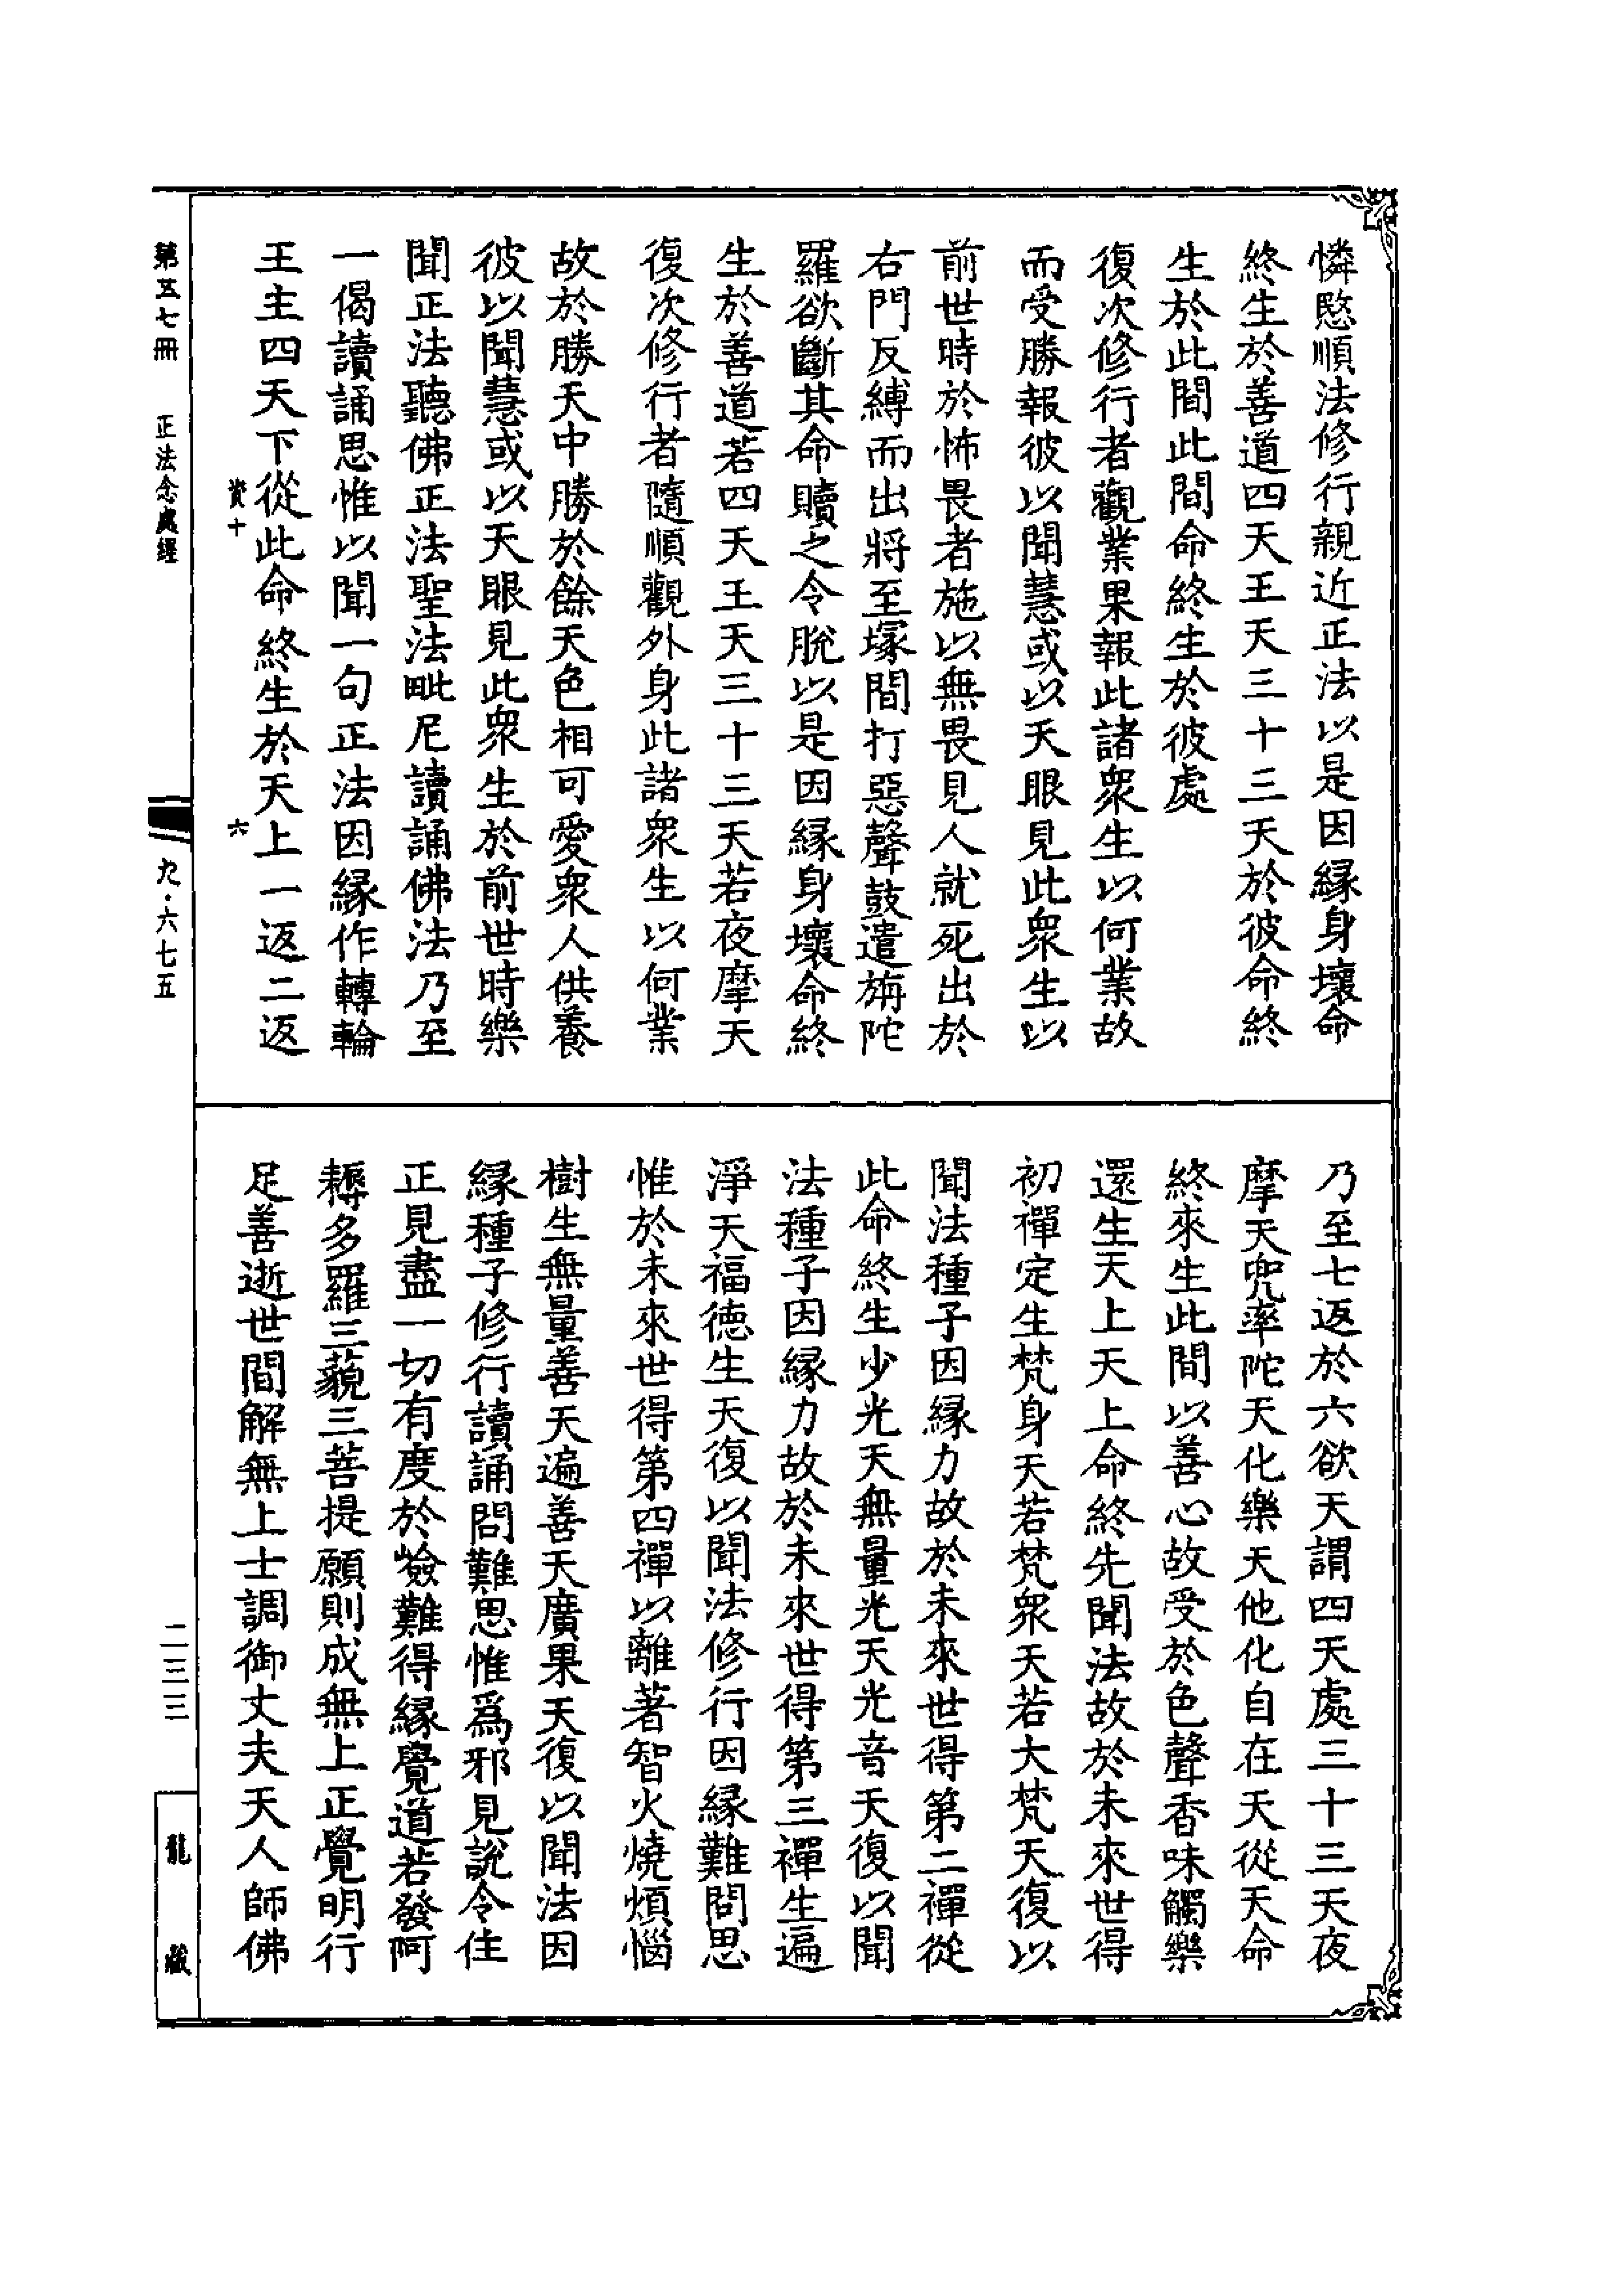 憐愍順法修行親近正法以是因緣身壞命
終生於善道四天王天三十三天於彼命終
生於此間此間命終生於彼處
復次修行者觀業果報此諸眾生以何業故
而受勝報彼以聞慧或以天眼見此眾生以
前世時於怖畏者施以無畏見人就死出於
右門反縛而出將至塚間打惡聲鼓遣旃陀
羅欲斷其命贖之令脫以是因緣身壞命終
生於善道若四天王天三十三天若夜摩天
復次修行者隨順觀外身此諸眾生以何業
故於勝天中勝於餘天色相可愛眾人供養
彼以聞慧或以天眼見此眾生於前世時樂
聞正法聽佛正法聖法毗尼讀誦佛法乃至
一偈讀誦思惟以聞一句正法因緣作轉輪
王主四天下從此命終生於天上一返二返
資十
六
乃至七返於六欲天謂四天處三十三天夜
摩天兜率陀天化樂天他化自在天從天命
終來生此間以善心故受於色聲香味觸樂
還生天上天上命終先聞法故於未來世得
初禪定生梵身天若梵眾天若大梵天復以
聞法種子因緣力故於未來世得第二禪從
此命終生少光天無量光天光音天復以聞
法種子因緣力故於未來世得第三禪生遍
淨天福德生天復以聞法修行因緣難問思
惟於未來世得第四禪以離著智火燒煩惱
樹生無量善天遍善天廣果天復以聞法因
緣種子修行讀誦問難思惟為邪見說令住
正見盡一切有度於嶮難得緣覺道若發阿
耨多羅三藐三菩提願則成無上正覺明行
足善逝世間解無上士調御丈夫天人師佛
第五七冊 正法念處經
九·六七五
二三三
龍藏